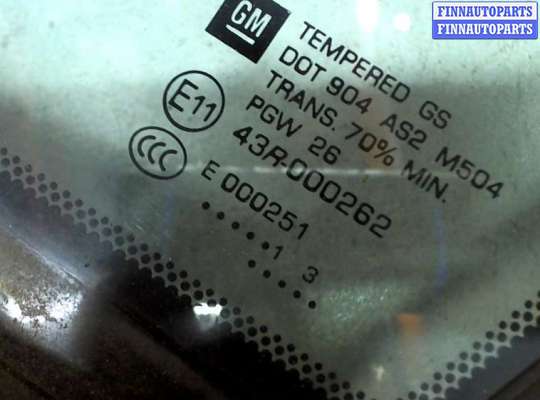 FINNAUTOPARTS
FINNAUTOPARTS
GM
TEMPERED GS
DOT 904 AS2 M504
TRANS. 70% MIN.
PGW 26
E11
43R-000262
CCC
E 000251
.....1 3
.....